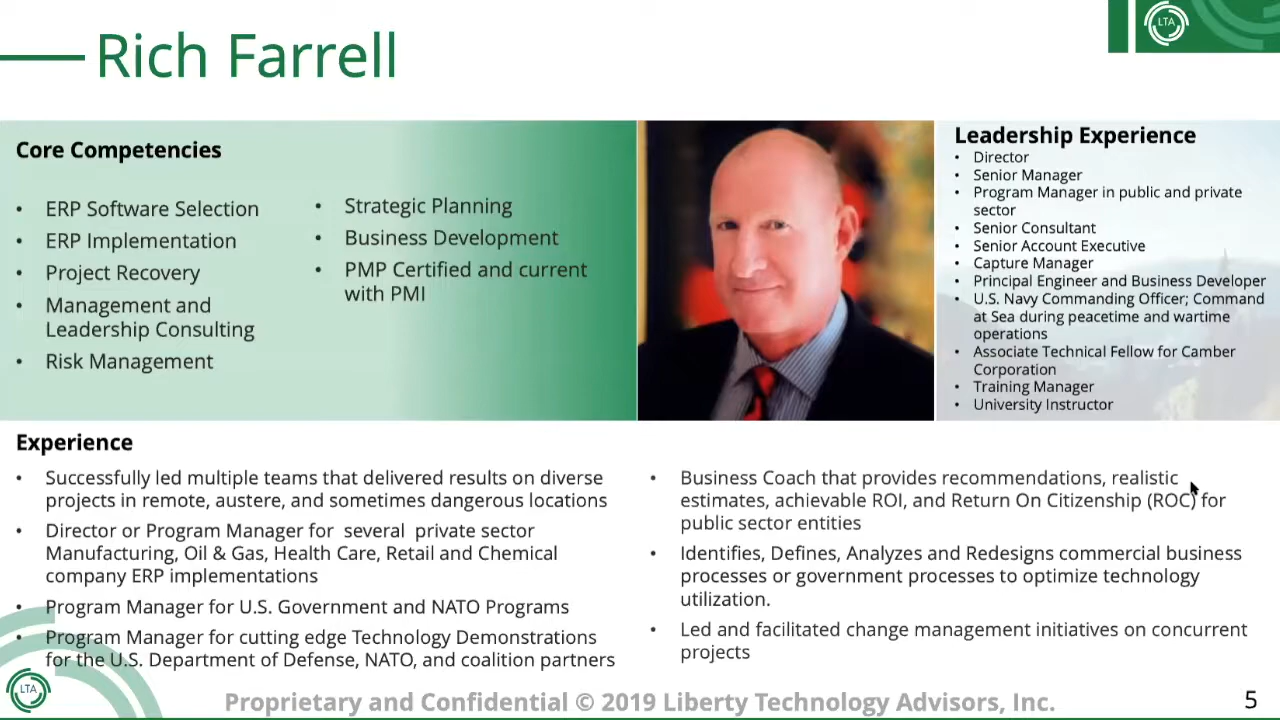 LTA
Rich Farrell
Core Competencies
• ERP Software Selection
• ERP Implementation
• Project Recovery
• Management and
Leadership Consulting
• Risk Management
• Strategic Planning
• Business Development
• PMP Certified and current
with PMI
Leadership Experience
• Director
• Senior Manager
• Program Manager in public and private
sector
• Senior Consultant
• Senior Account Executive
• Capture Manager
• Principal Engineer and Business Developer
• U.S. Navy Commanding Officer; Command
at Sea during peacetime and wartime
operations
• Associate Technical Fellow for Camber
Corporation
• Training Manager
• University Instructor
Experience
• Successfully led multiple teams that delivered results on diverse
projects in remote, austere, and sometimes dangerous locations
• Director or Program Manager for several private sector
Manufacturing, Oil & Gas, Health Care, Retail and Chemical
company ERP implementations
• Program Manager for U.S. Government and NATO Programs
• Program Manager for cutting edge Technology Demonstrations
for the U.S. Department of Defense, NATO, and coalition partners
• Business Coach that provides recommendations, realistic
estimates, achievable ROI, and Return On Citizenship (ROC) for
public sector entities
• Identifies, Defines, Analyzes and Redesigns commercial business
processes or government processes to optimize technology
utilization.
• Led and facilitated change management initiatives on concurrent
projects
LTA
Proprietary and Confidential © 2019 Liberty Technology Advisors, Inc.
5